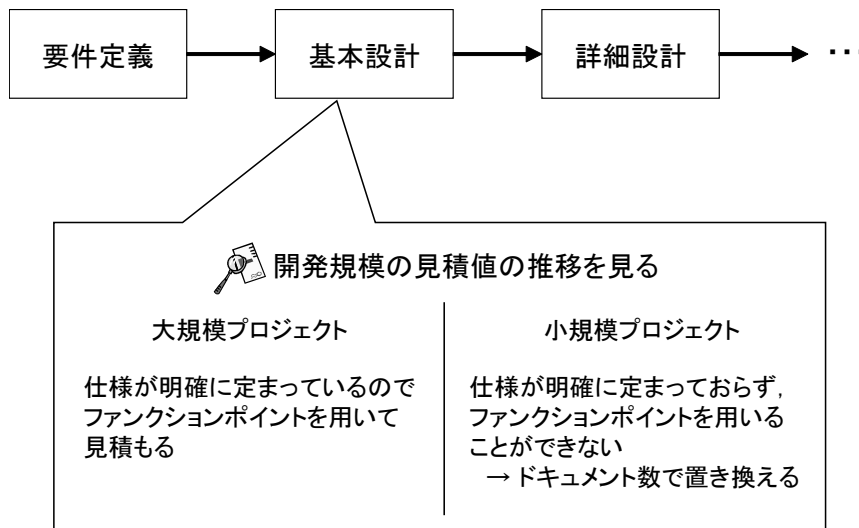 要件定義
基本設計
詳細設計
・・・
開発規模の見積値の推移を見る
大規模プロジェクト
仕様が明確に定まっているので
ファンクションポイントを用いて
見積もる
小規模プロジェクト
仕様が明確に定まっておらず,
ファンクションポイントを用いる
ことができない
→ ドキュメント数で置き換える